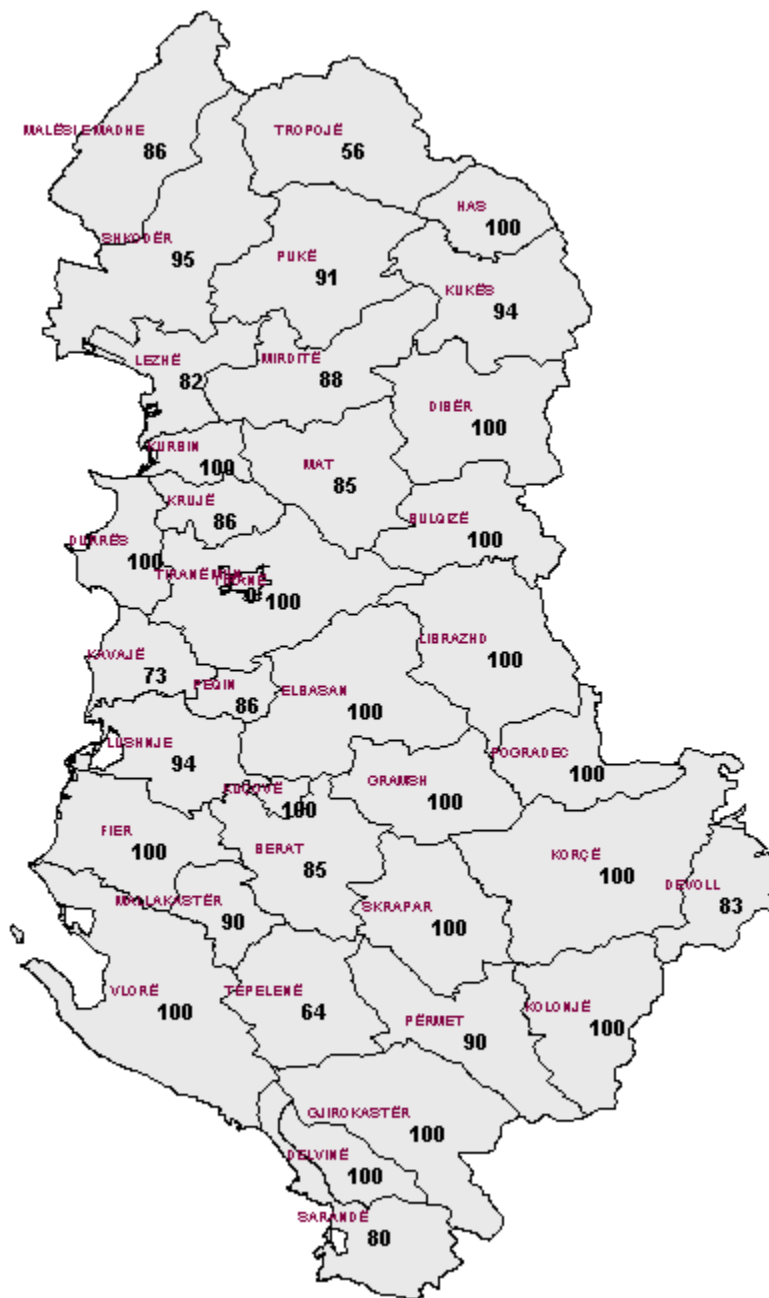 MALËSI E MADHE
86
TROPOJË
56
HAS
100
SHKODËR
95
PUKË
91
KUKËS
94
LEZHË
82
MIRDITË
88
DIBËR
100
KURBIN
100
MAT
85
KRUJË
86
BULQIZË
100
DURRËS
100
TIRANË
100
LIBRAZHD
100
KAVAJË
73
PEQIN
86
ELBASAN
100
LUSHNJE
94
POGRADEC
100
KUÇOVË
100
GRAMSH
100
FIER
100
BERAT
85
KORÇË
100
DEVOLL
83
MALLAKASTËR
90
SKRAPAR
100
VLORË
100
TEPELENË
64
PËRMET
90
KOLONJË
100
GJIROKASTËR
100
DELVINË
100
SARANDË
80